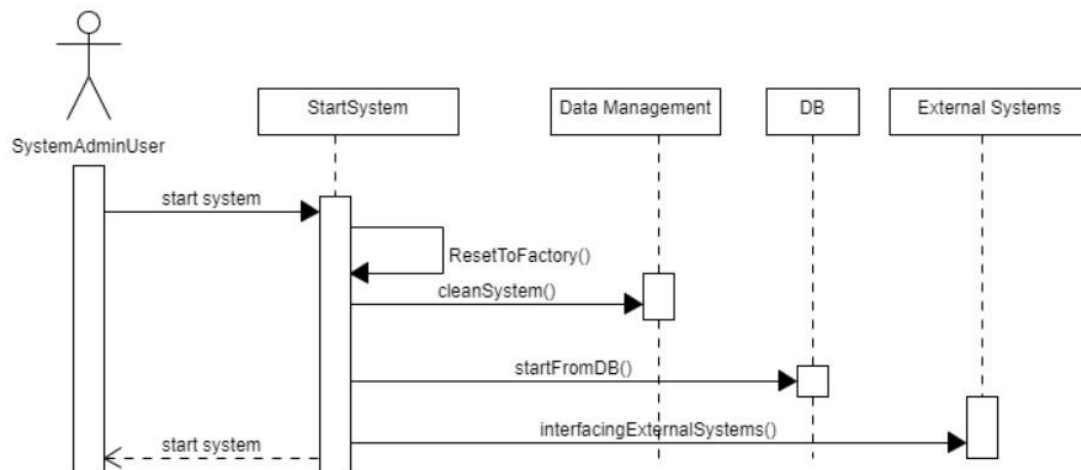 StartSystem
Data Management
DB
External Systems
SystemAdminUser
start system
ResetToFactory()
cleanSystem()
startFromDB()
interfacingExternalSystems()
start system